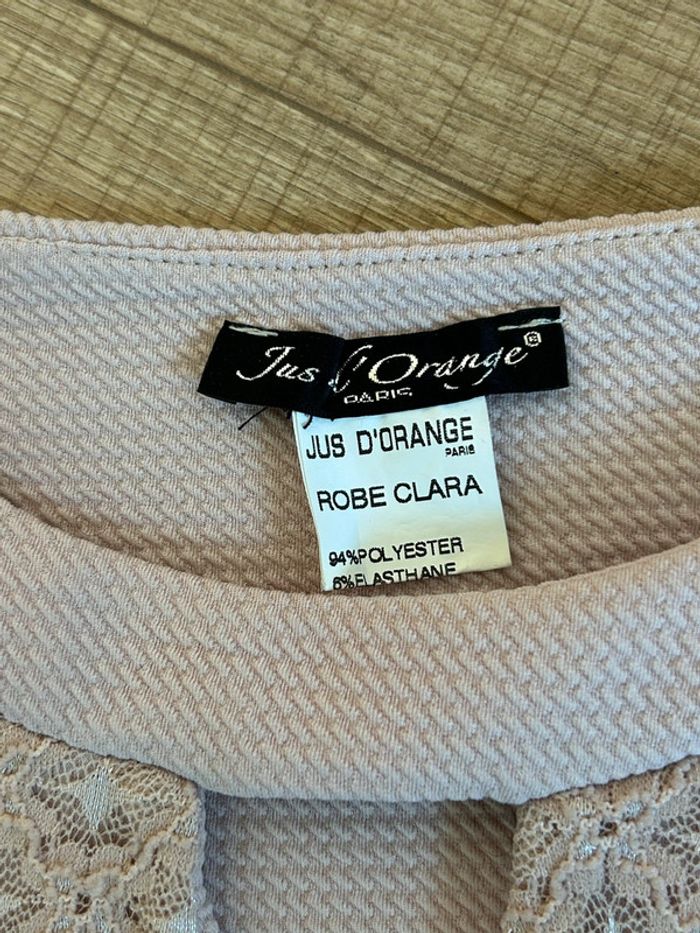 Jus d'Orange®
PARIS
JUS D'ORANGE
PARIS
ROBE CLARA
94%POLYESTER
6%ELASTHANE